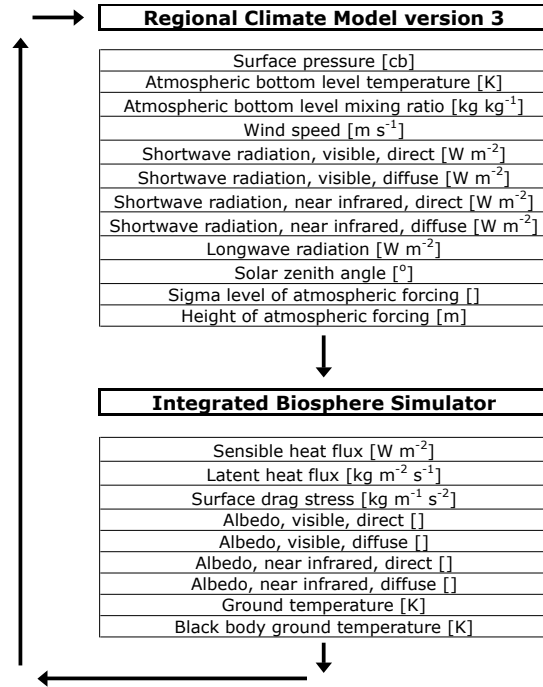 Regional Climate Model version 3
Surface pressure [cb]
Atmospheric bottom level temperature [K]
Atmospheric bottom level mixing ratio [kg kg⁻¹]
Wind speed [m s⁻¹]
Shortwave radiation, visible, direct [W m⁻²]
Shortwave radiation, visible, diffuse [W m⁻²]
Shortwave radiation, near infrared, direct [W m⁻²]
Shortwave radiation, near infrared, diffuse [W m⁻²]
Longwave radiation [W m⁻²]
Solar zenith angle [º]
Sigma level of atmospheric forcing []
Height of atmospheric forcing [m]
Integrated Biosphere Simulator
Sensible heat flux [W m⁻²]
Latent heat flux [kg m⁻² s⁻¹]
Surface drag stress [kg m⁻¹ s⁻²]
Albedo, visible, direct []
Albedo, visible, diffuse []
Albedo, near infrared, direct []
Albedo, near infrared, diffuse []
Ground temperature [K]
Black body ground temperature [K]